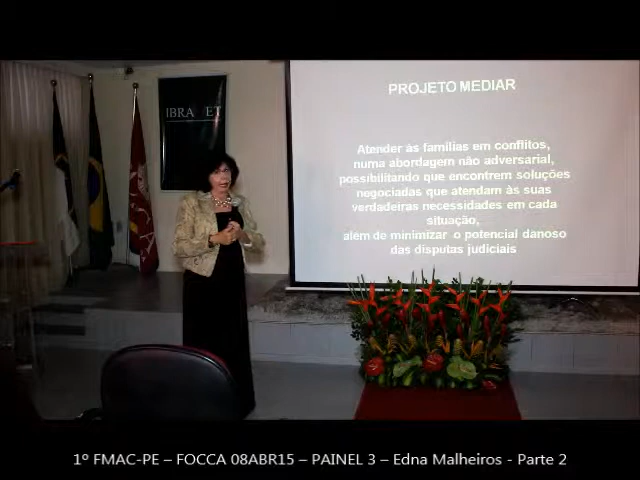 IBRA ET
PROJETO MEDIAR
Atender às famílias em conflitos,
numa abordagem não adversarial,
possibilitando que encontrem soluções
negociadas que atendam às suas
verdadeiras necessidades em cada
situação,
além de minimizar o potencial danoso
das disputas judiciais
1º FMAC-PE – FOCCA 08ABR15 – PAINEL 3 – Edna Malheiros - Parte 2